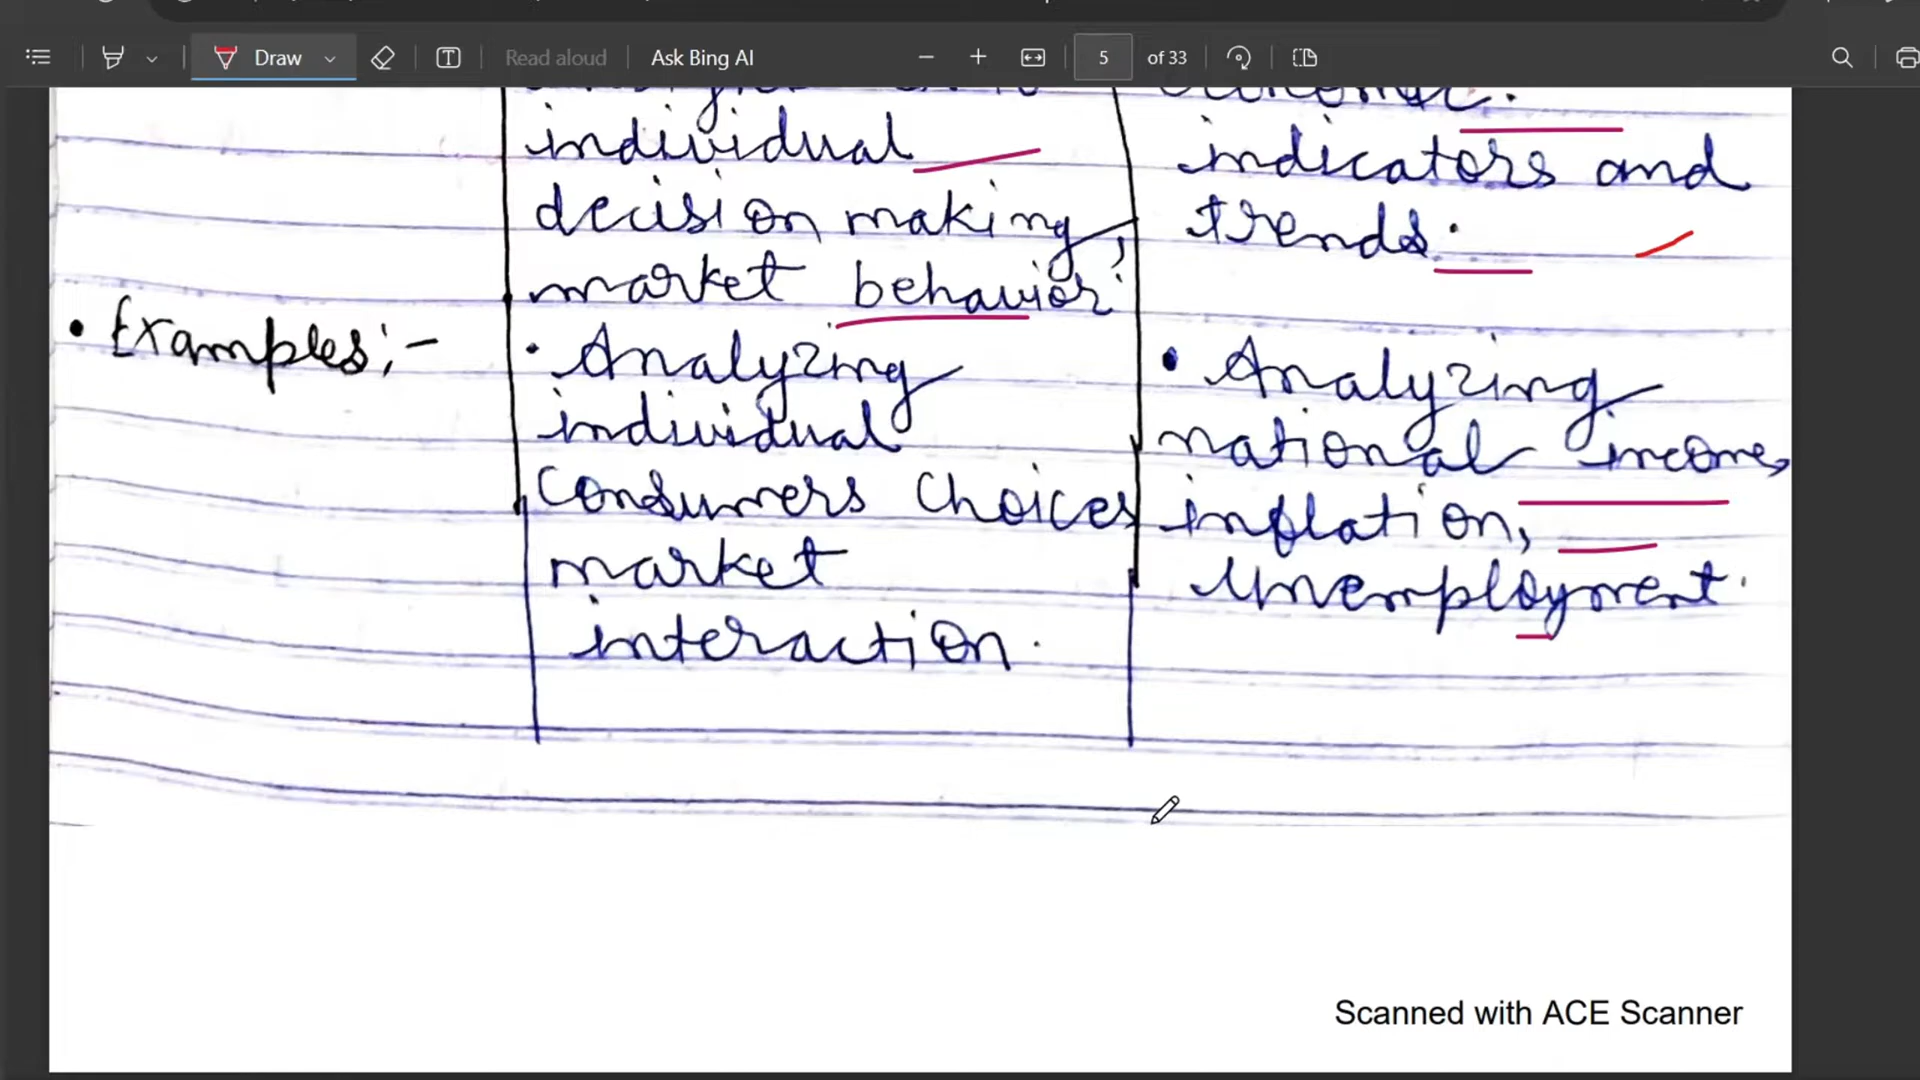 Draw
Read aloud
Ask Bing AI
5 of 33
individual
decision making,
market behavior.
indicators and
trends.
• Examples:-
• Analyzing
individual
Consumers Choices
market
interaction.
• Analyzing
national income,
inflation,
Unemployment.
Scanned with ACE Scanner